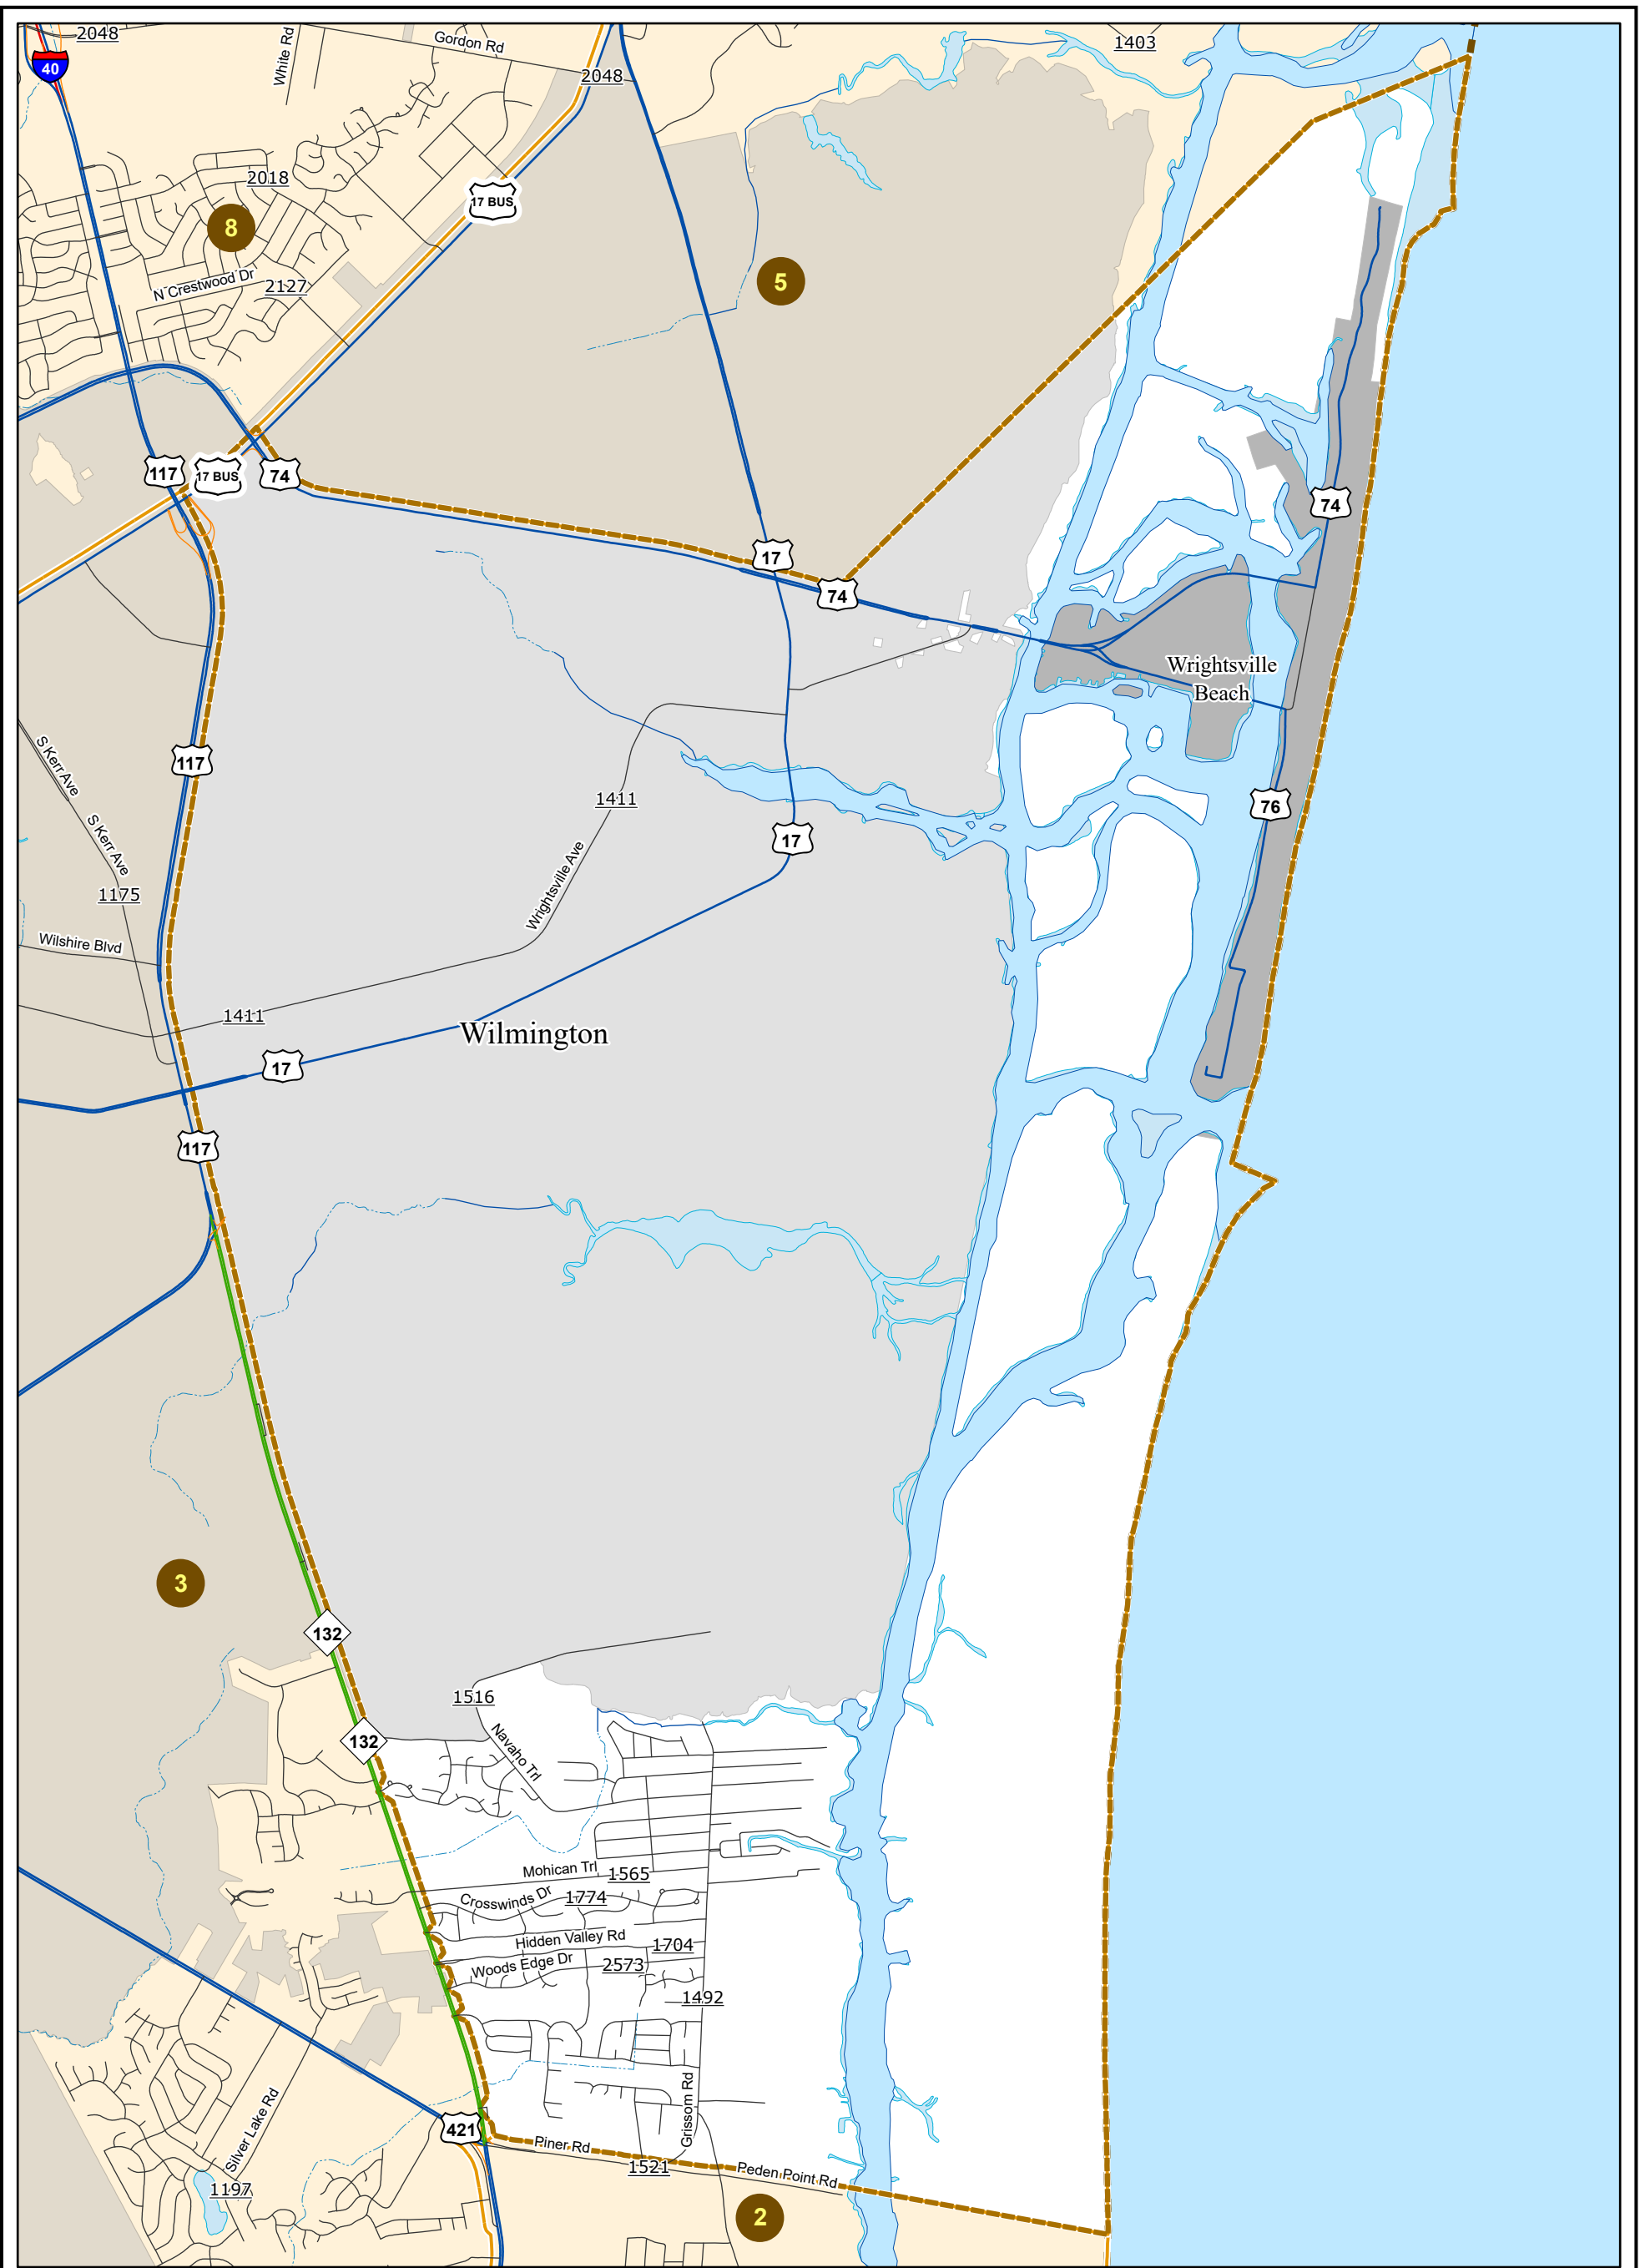 2048
White Rd
Gordon Rd
1403
40
2048
2018
17 BUS
8
5
N Crestwood Dr
2127
117
17 BUS
74
74
17
74
Wrightsville
Beach
S Kerr Ave
117
1411
76
S Kerr Ave
17
1175
Wrightsville Ave
Wilshire Blvd
1411
Wilmington
17
117
3
132
1516
132
Navaho Trl
Mohican Trl
1565
Crosswinds Dr
1774
Hidden Valley Rd
1704
Woods Edge Dr
2573
1492
Silver Lake Rd
Grissom Rd
421
Piner Rd
1521
Peden Point Rd
1197
2